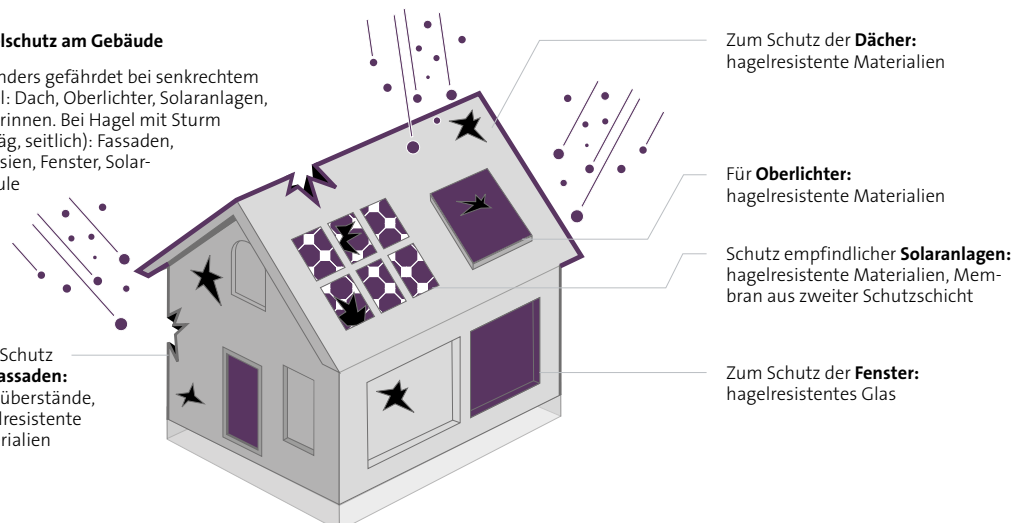 lschutz am Gebäude
nders gefährdet bei senkrechtem
l: Dach, Oberlichter, Solaranlagen,
rinnen. Bei Hagel mit Sturm
äg, seitlich): Fassaden,
sien, Fenster, Solar-
ule
Schutz
assaden:
überstände,
lresistente
rialien
Zum Schutz der Dächer:
hagelresistente Materialien
Für Oberlichter:
hagelresistente Materialien
Schutz empfindlicher Solaranlagen:
hagelresistente Materialien, Mem-
bran aus zweiter Schutzschicht
Zum Schutz der Fenster:
hagelresistentes Glas